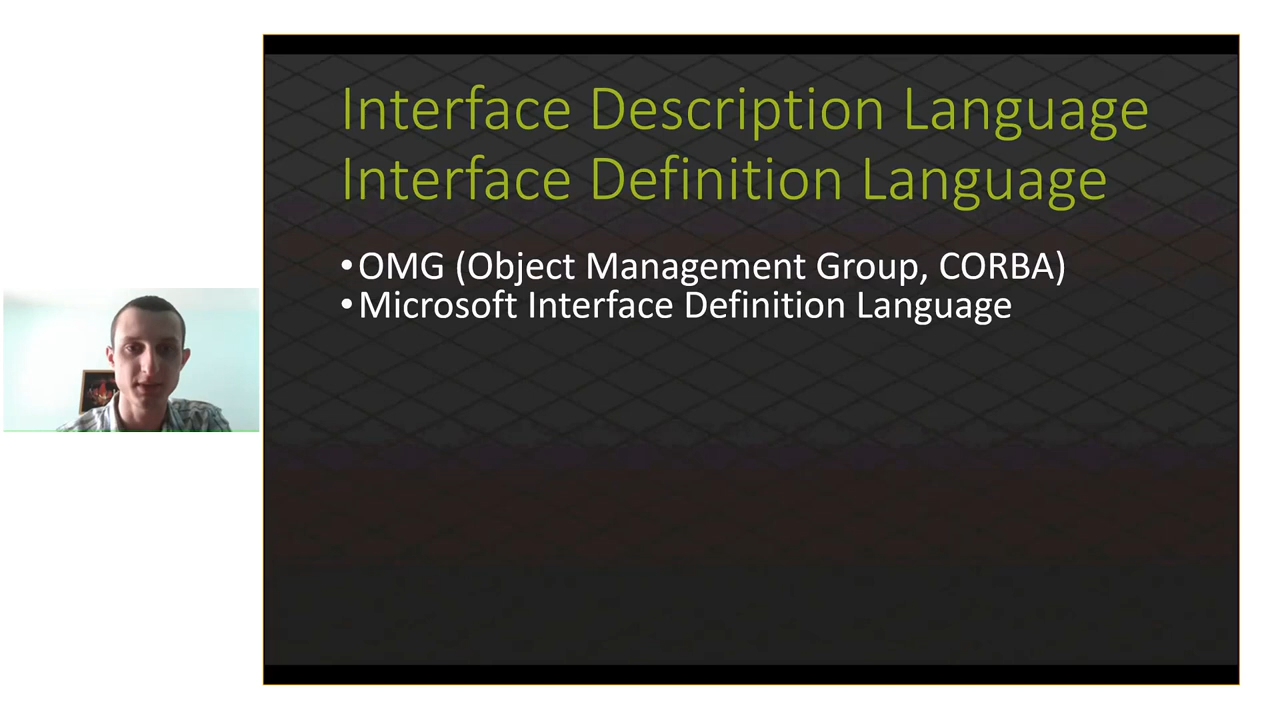 Interface Description Language
Interface Definition Language
•OMG (Object Management Group, CORBA)
•Microsoft Interface Definition Language